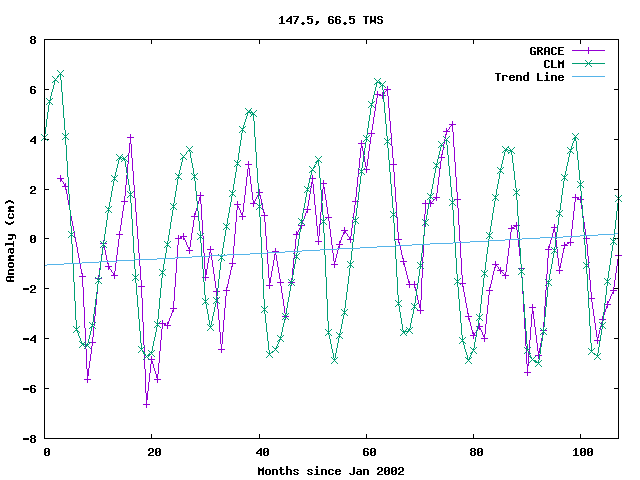 147.5, 66.5 TWS
GRACE
CLM
Trend Line
Anomaly (cm)
8
6
4
2
0
-2
-4
-6
-8
0 20 40 60 80 100
Months since Jan 2002